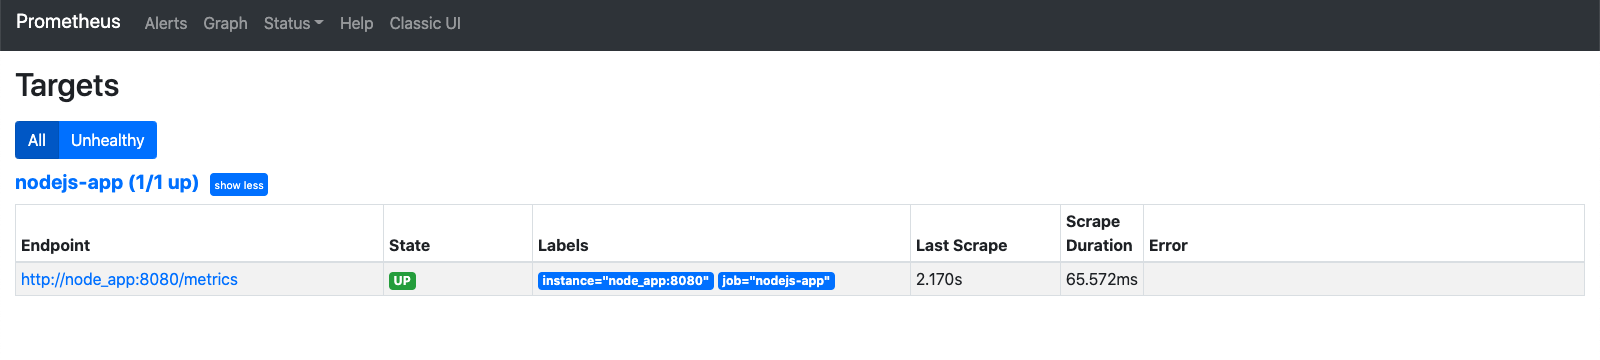 Prometheus Alerts Graph Status Help Classic UI
Targets
All Unhealthy
nodejs-app (1/1 up) show less
Endpoint State Labels Last Scrape Scrape Duration Error
http://node_app:8080/metrics UP instance="node_app:8080" job="nodejs-app" 2.170s 65.572ms